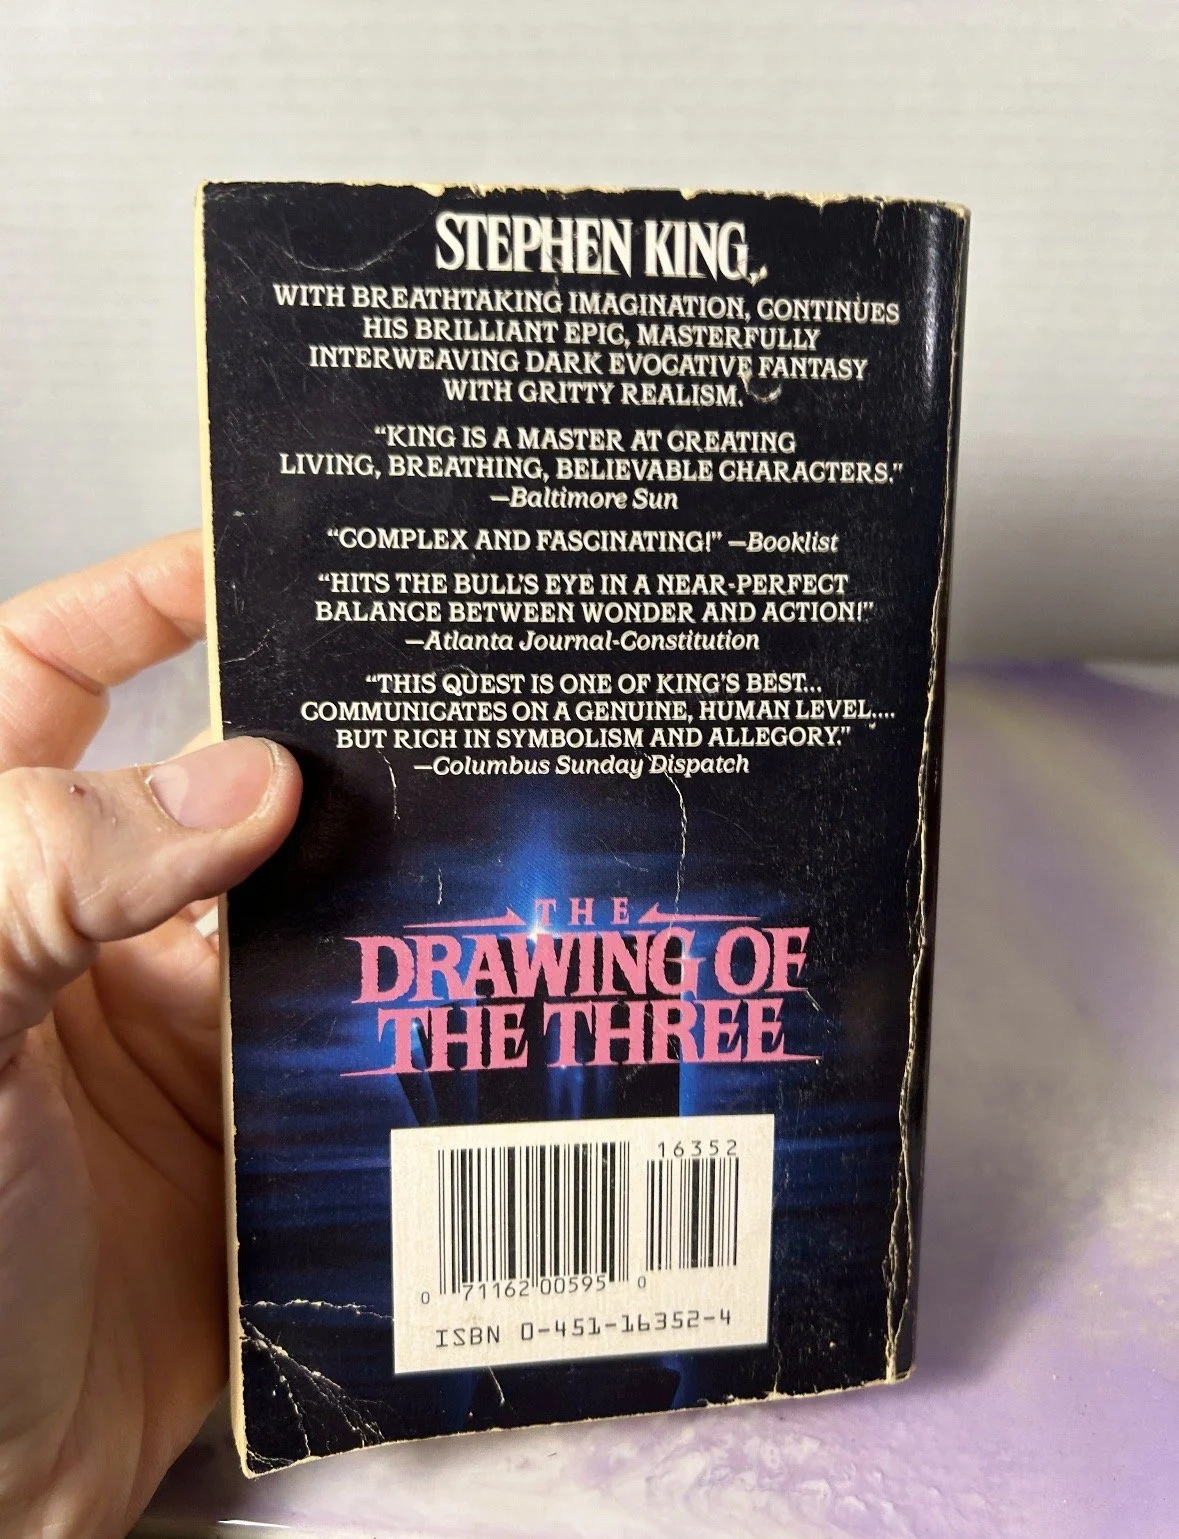 STEPHEN KING,
WITH BREATHTAKING IMAGINATION, CONTINUES
HIS BRILLIANT EPIC, MASTERFULLY
INTERWEAVING DARK EVOCATIVE FANTASY
WITH GRITTY REALISM.
“KING IS A MASTER AT CREATING
LIVING, BREATHING, BELIEVABLE CHARACTERS.”
—Baltimore Sun
“COMPLEX AND FASCINATING!” —Booklist
“HITS THE BULL'S EYE IN A NEAR-PERFECT
BALANCE BETWEEN WONDER AND ACTION!”
—Atlanta Journal-Constitution
“THIS QUEST IS ONE OF KING'S BEST...
COMMUNICATES ON A GENUINE, HUMAN LEVEL....
BUT RICH IN SYMBOLISM AND ALLEGORY.”
—Columbus Sunday Dispatch
THE
DRAWING OF
THE THREE
16352
0 71162 00595 0
ISBN 0-451-16352-4